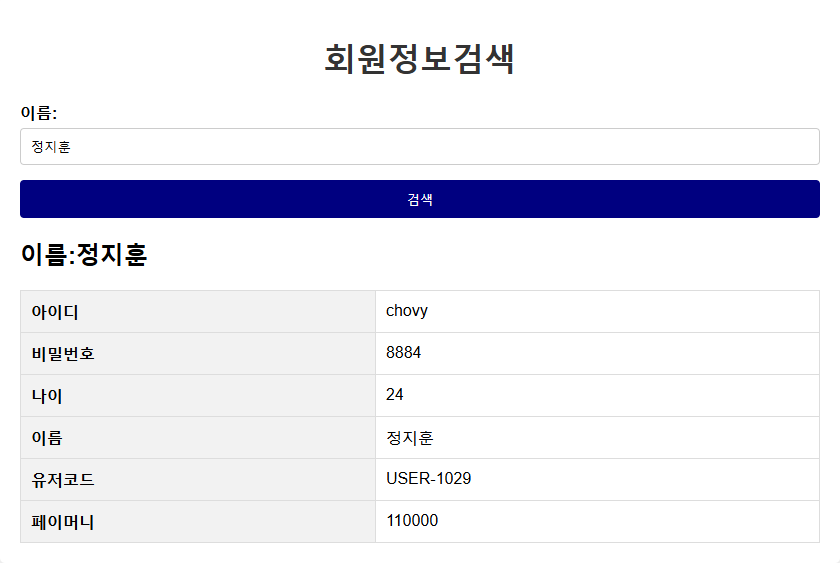 회원정보검색
이름:
정지훈
검색
이름:정지훈
아이디 chovy
비밀번호 8884
나이 24
이름 정지훈
유저코드 USER-1029
페이머니 110000